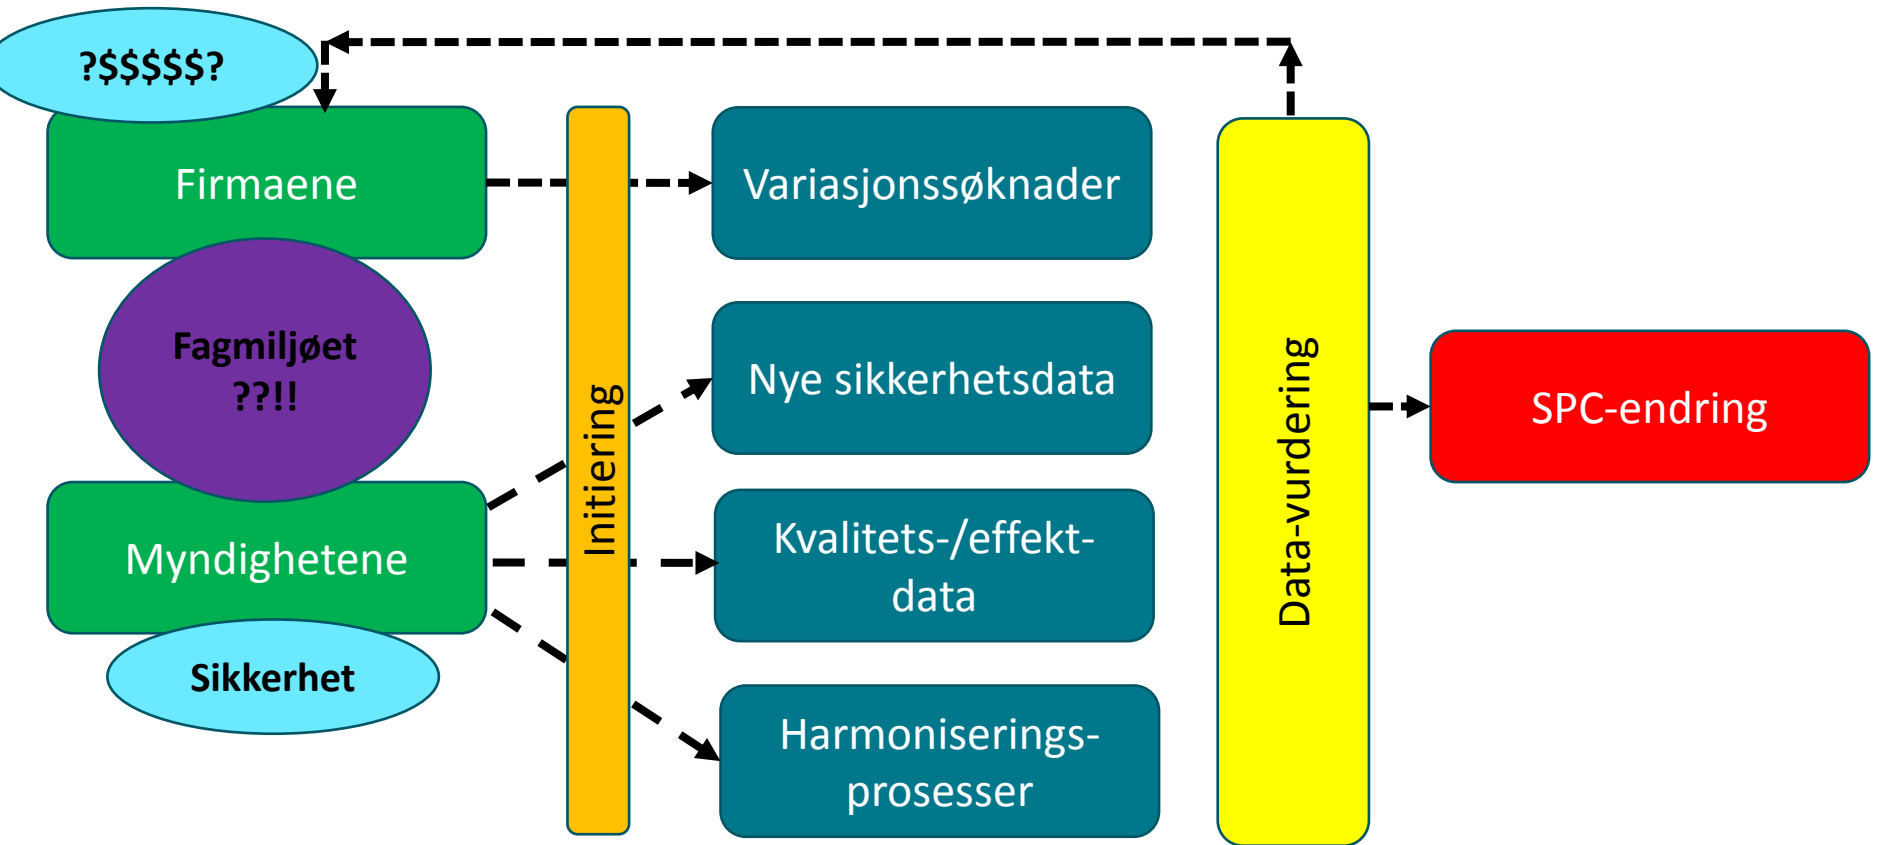 ?$$$$$?
Firmaene
Fagmiljøet
??!!
Myndighetene
Sikkerhet
Initiering
Variasjonssøknader
Nye sikkerhetsdata
Kvalitets-/effekt-
data
Harmoniserings-
prosesser
Data-vurdering
SPC-endring